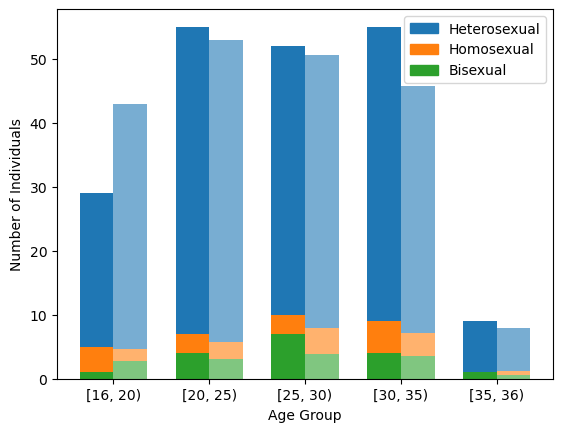 Heterosexual
Homosexual
Bisexual
50
40
30
20
10
0
Number of Individuals
[16, 20)
[20, 25)
[25, 30)
[30, 35)
[35, 36)
Age Group